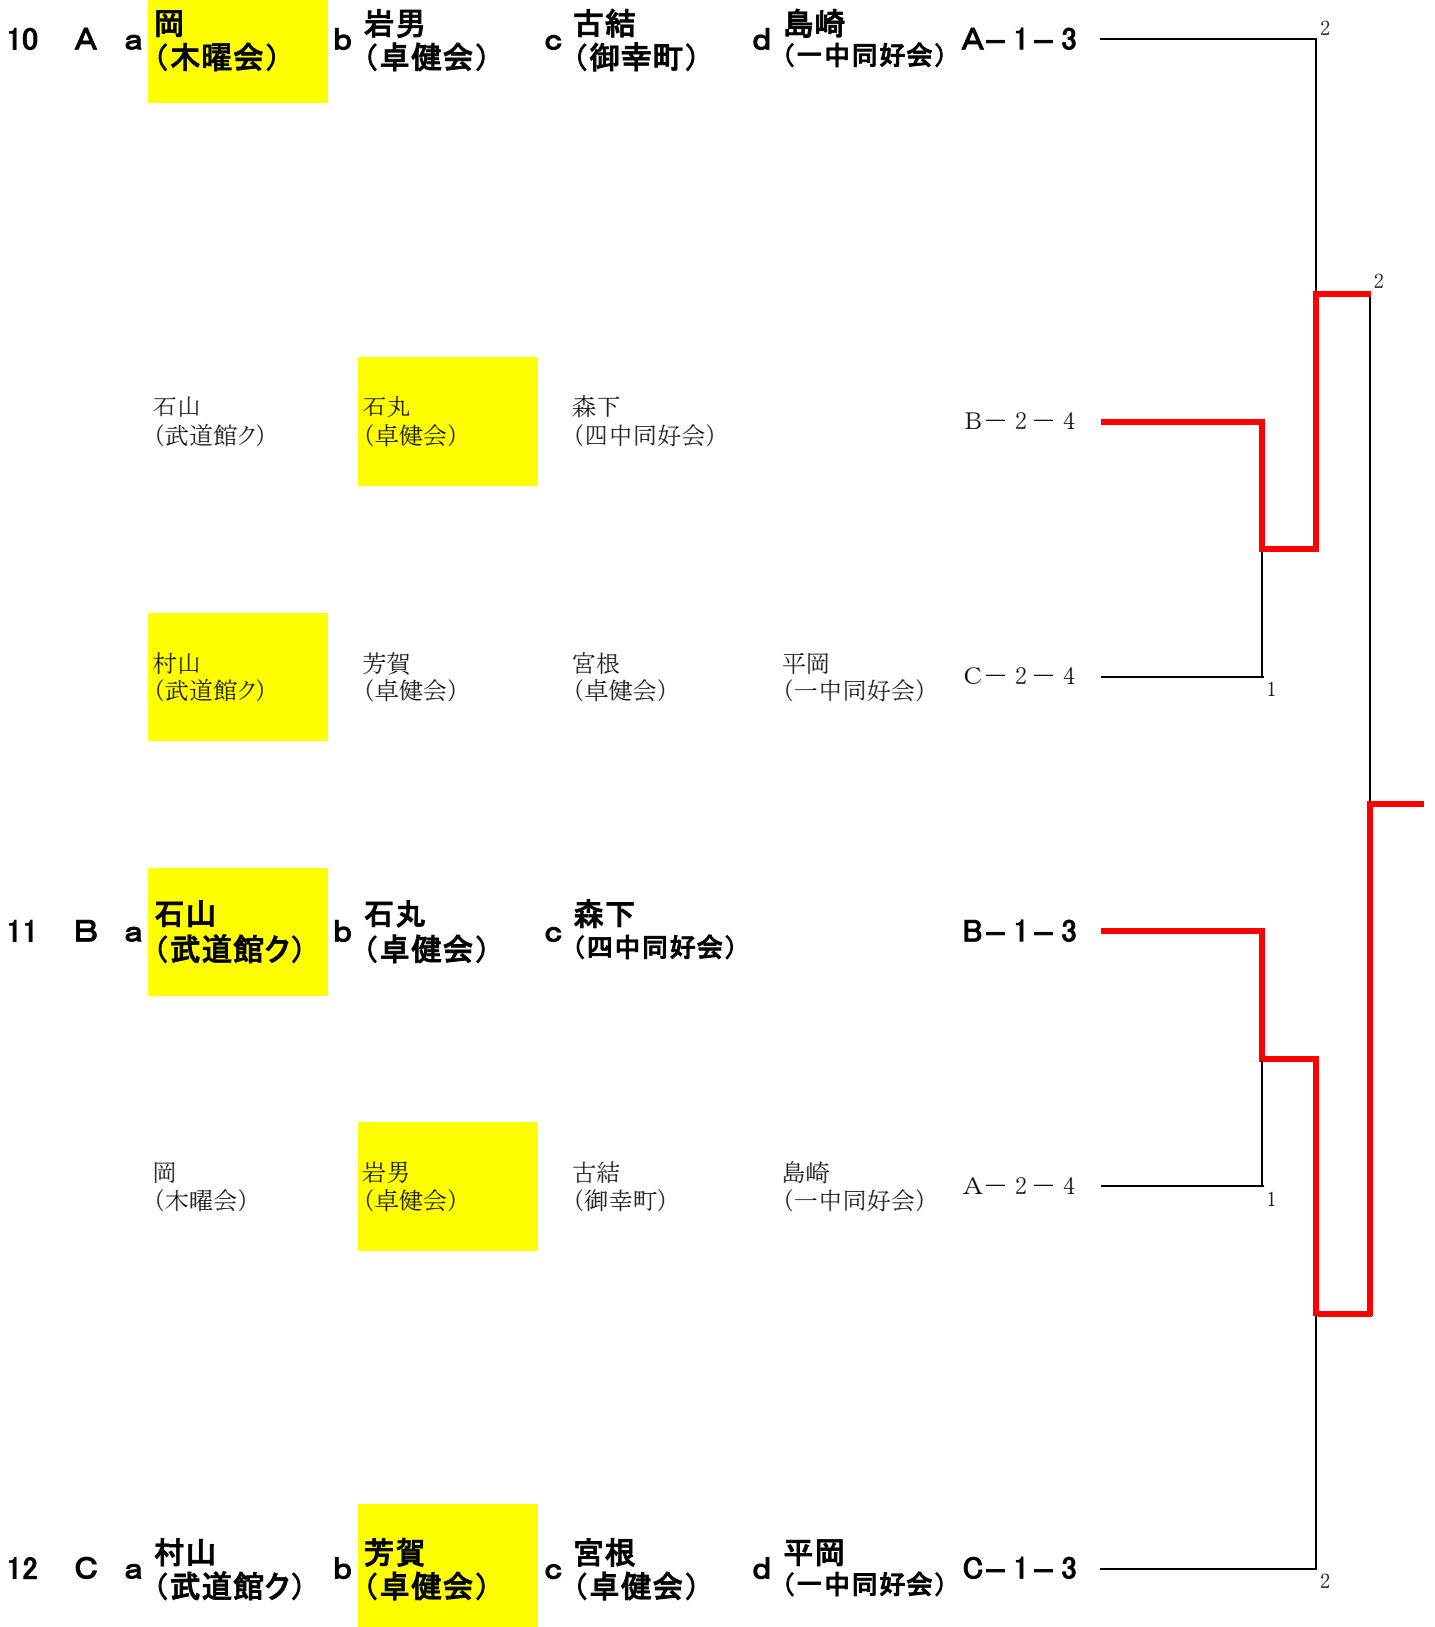 10 A a 岡 b 岩男 c 古結 d 島崎 A－1－3 2
（木曜会） （卓健会） （御幸町） （一中同好会）
2
石山 石丸 森下 B－2－4
（武道館ク） （卓健会） （四中同好会）
村山 芳賀 宮根 平岡 C－2－4
（武道館ク） （卓健会） （卓健会） （一中同好会） 1
11 B a 石山 b 石丸 c 森下 B－1－3
（武道館ク） （卓健会） （四中同好会）
岡 岩男 古結 島崎 A－2－4
（木曜会） （卓健会） （御幸町） （一中同好会） 1
12 C a 村山 b 芳賀 c 宮根 d 平岡 C－1－3
（武道館ク） （卓健会） （卓健会） （一中同好会） 2